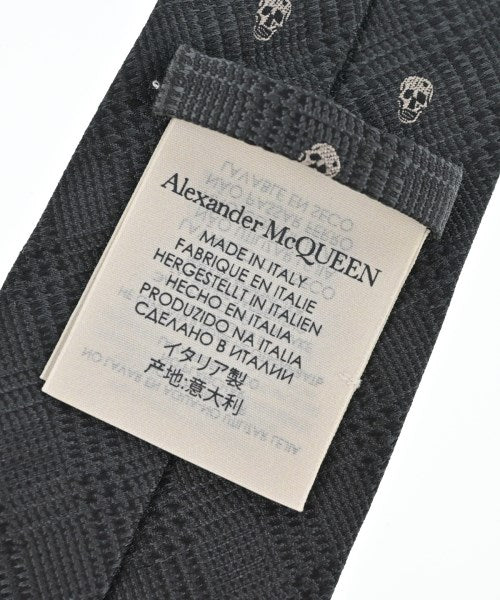 Alexander McQUEEN
MADE IN ITALY
FABRIQUE EN ITALIE
HERGESTELLT IN ITALIEN
HECHO EN ITALIA
PRODUZIDO NA ITALIA
СДЕЛАНО В ИТАЛИИ
イタリア製
产地:意大利